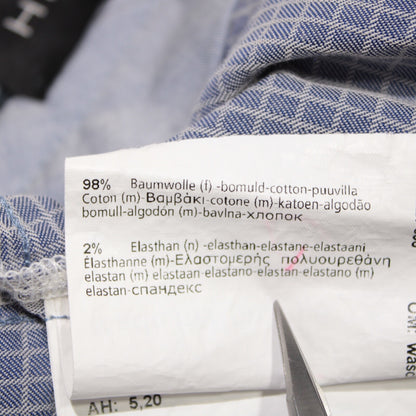 98% Baumwolle (f) -bomuld-cotton-puuvilla
Coton (m)-Βαμβάκι-cotone (m)-katoen-algodão
bomull-algodón (m)-bavlna-хлопок
2% Elasthan (n) -elasthan-elastane-elastaani
Élasthanne (m)-Ελαστομερής πολυουρεθάνη
elastan (m) elastaan-elastano-elastan-elastano (m)
elastan-спандекс
AH: 5,20